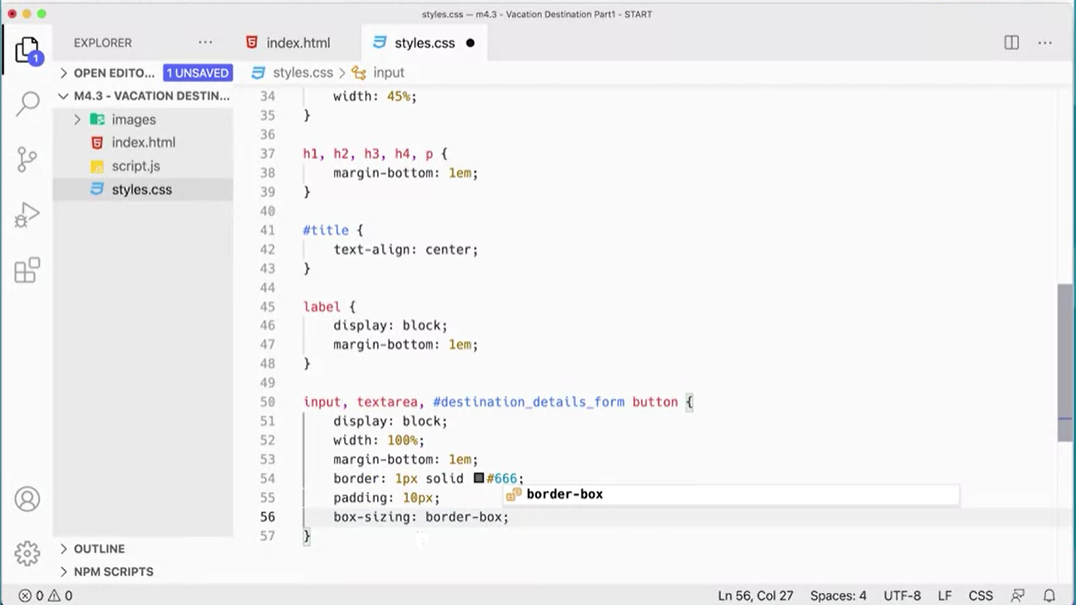 styles.css — m4.3 - Vacation Destination Part1 - START
EXPLORER
index.html
styles.css
1
OPEN EDITO... 1 UNSAVED
styles.css > input
M4.3 - VACATION DESTIN...
images
index.html
script.js
styles.css
34 width: 45%;
35 }
36
37 h1, h2, h3, h4, p {
38 margin-bottom: 1em;
39 }
40
41 #title {
42 text-align: center;
43 }
44
45 label {
46 display: block;
47 margin-bottom: 1em;
48 }
49
50 input, textarea, #destination_details_form button {
51 display: block;
52 width: 100%;
53 margin-bottom: 1em;
54 border: 1px solid #666;
55 padding: 10px;
border-box
56 box-sizing: border-box;
57 }
OUTLINE
NPM SCRIPTS
0 0
Ln 56, Col 27 Spaces: 4 UTF-8 LF CSS